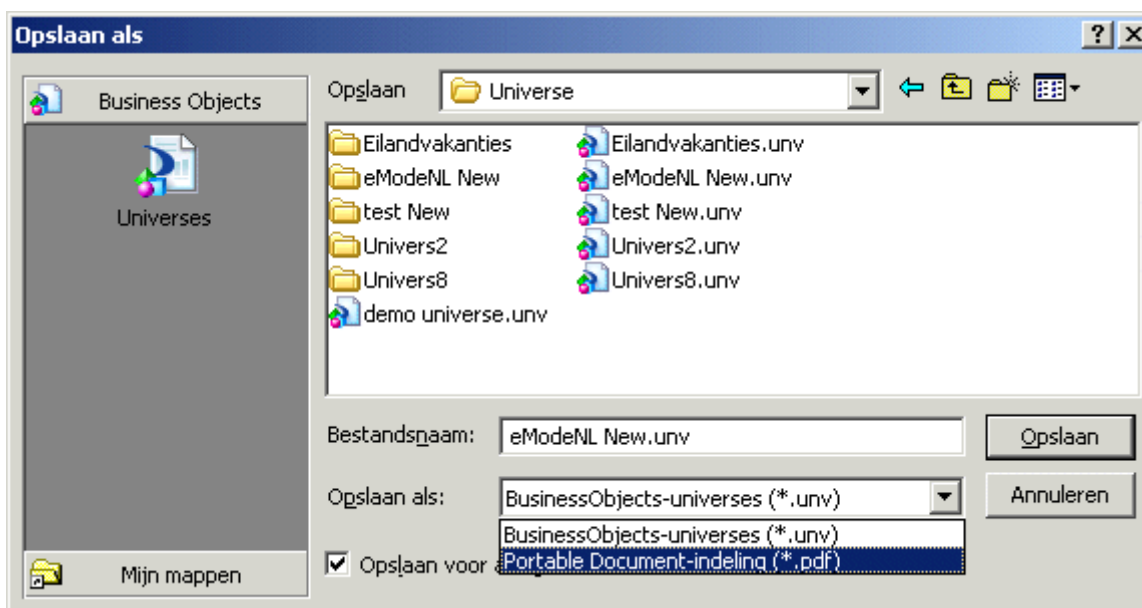 Opslaan als
Business Objects
Universes
Mijn mappen
Opslaan
Universe
Eilandvakanties
eModeNL New
test New
Univers2
Univers8
demo universe.unv
Eilandvakanties.unv
eModeNL New.unv
test New.unv
Univers2.unv
Univers8.unv
Bestandsnaam: eModeNL New.unv
Opslaan
Opslaan als: BusinessObjects-universes (*.unv)
Annuleren
BusinessObjects-universes (*.unv)
Portable Document-indeling (*.pdf)
Opslaan voor